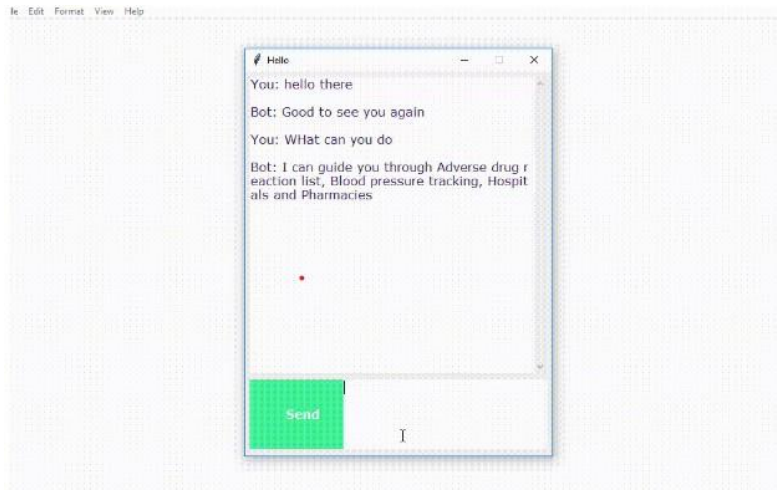 le Edit Format View Help
Hello
You: hello there
Bot: Good to see you again
You: WHat can you do
Bot: I can guide you through Adverse drug r
eaction list, Blood pressure tracking, Hospit
als and Pharmacies
Send